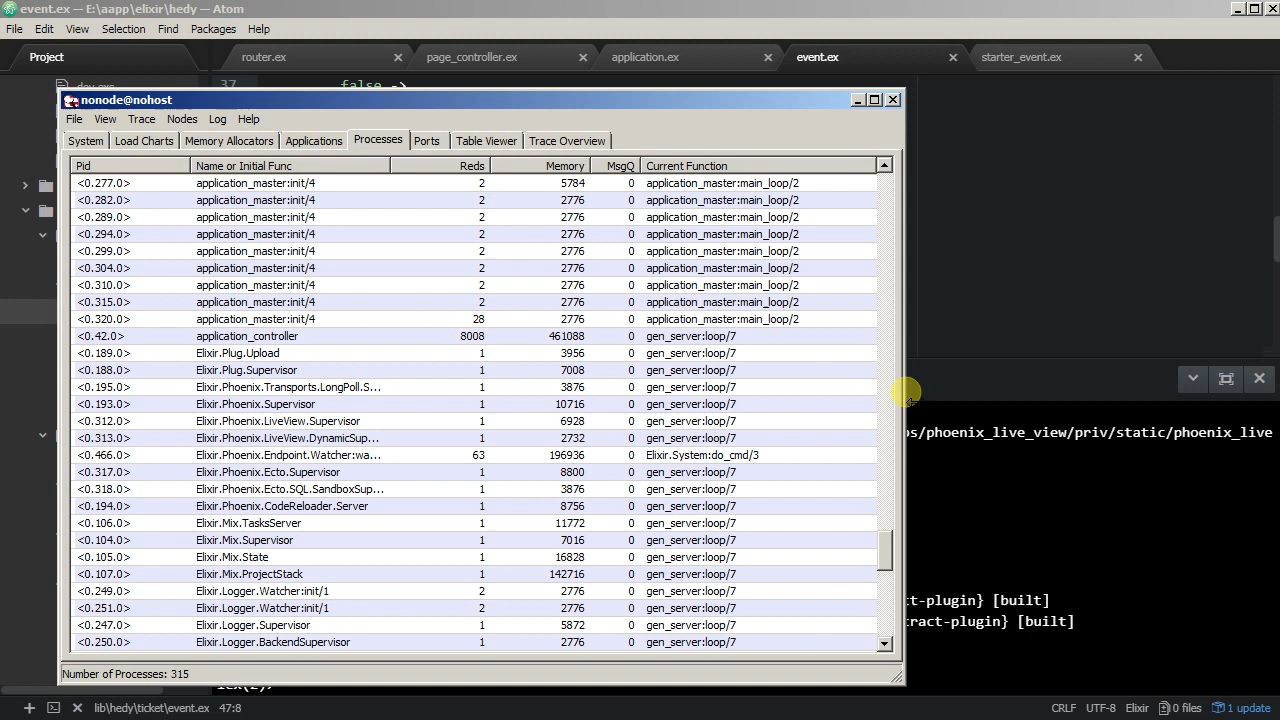 event.ex — E:\aapp\elixir\hedy — Atom
File Edit View Selection Find Packages Help
Project router.ex page_controller.ex application.ex event.ex starter_event.ex
37 false ->
nonode@nohost
File View Trace Nodes Log Help
System Load Charts Memory Allocators Applications Processes Ports Table Viewer Trace Overview
Pid Name or Initial Func Reds Memory MsgQ Current Function
<0.277.0> application_master:init/4 2 5784 0 application_master:main_loop/2
<0.282.0> application_master:init/4 2 2776 0 application_master:main_loop/2
<0.289.0> application_master:init/4 2 2776 0 application_master:main_loop/2
<0.294.0> application_master:init/4 2 2776 0 application_master:main_loop/2
<0.299.0> application_master:init/4 2 2776 0 application_master:main_loop/2
<0.304.0> application_master:init/4 2 2776 0 application_master:main_loop/2
<0.310.0> application_master:init/4 2 2776 0 application_master:main_loop/2
<0.315.0> application_master:init/4 2 2776 0 application_master:main_loop/2
<0.320.0> application_master:init/4 28 2776 0 application_master:main_loop/2
<0.42.0> application_controller 8008 461088 0 gen_server:loop/7
<0.189.0> Elixir.Plug.Upload 1 3956 0 gen_server:loop/7
<0.188.0> Elixir.Plug.Supervisor 1 7008 0 gen_server:loop/7
<0.195.0> Elixir.Phoenix.Transports.LongPoll.S... 1 3876 0 gen_server:loop/7
<0.193.0> Elixir.Phoenix.Supervisor 1 10716 0 gen_server:loop/7
<0.312.0> Elixir.Phoenix.LiveView.Supervisor 1 6928 0 gen_server:loop/7
<0.313.0> Elixir.Phoenix.LiveView.DynamicSup... 1 2732 0 gen_server:loop/7
<0.466.0> Elixir.Phoenix.Endpoint.Watcher:wa... 63 196936 0 Elixir.System:do_cmd/3
<0.317.0> Elixir.Phoenix.Ecto.Supervisor 1 8800 0 gen_server:loop/7
<0.318.0> Elixir.Phoenix.Ecto.SQL.SandboxSup... 1 3876 0 gen_server:loop/7
<0.194.0> Elixir.Phoenix.CodeReloader.Server 1 8756 0 gen_server:loop/7
<0.106.0> Elixir.Mix.TasksServer 1 11772 0 gen_server:loop/7
<0.104.0> Elixir.Mix.Supervisor 1 7016 0 gen_server:loop/7
<0.105.0> Elixir.Mix.State 1 16828 0 gen_server:loop/7
<0.107.0> Elixir.Mix.ProjectStack 1 142716 0 gen_server:loop/7
<0.249.0> Elixir.Logger.Watcher:init/1 2 2776 0 gen_server:loop/7
<0.251.0> Elixir.Logger.Watcher:init/1 2 2776 0 gen_server:loop/7
<0.247.0> Elixir.Logger.Supervisor 1 5872 0 gen_server:loop/7
<0.250.0> Elixir.Logger.BackendSupervisor 1 2776 0 gen_server:loop/7
Number of Processes: 315
os/phoenix_live_view/priv/static/phoenix_live
ct-plugin} [built]
tract-plugin} [built]
lib\hedy\ticket\event.ex 47:8 CRLF UTF-8 Elixir 0 files 1 update